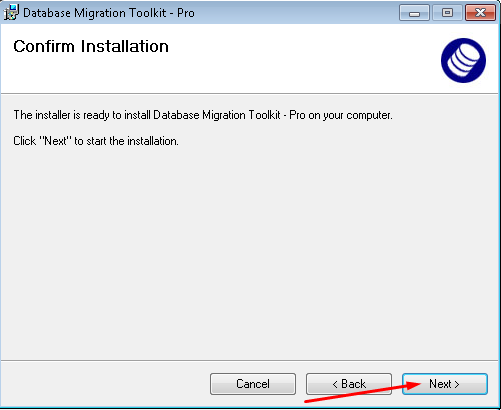 Database Migration Toolkit - Pro
Confirm Installation
The installer is ready to install Database Migration Toolkit - Pro on your computer.
Click "Next" to start the installation.
Cancel
< Back
Next >